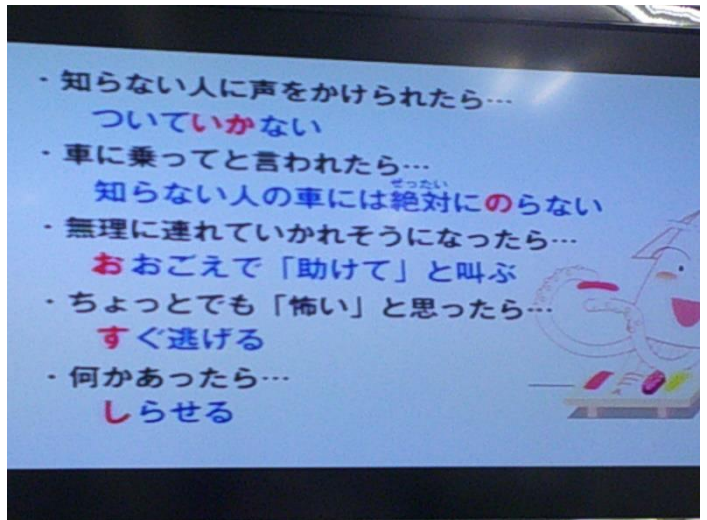 ・知らない人に声をかけられたら…
ついていかない
・車に乗ってと言われたら…
ぜったい
知らない人の車には絶対にのらない
・無理に連れていかれそうになったら…
おおごえで「助けて」と叫ぶ
・ちょっとでも「怖い」と思ったら…
すぐ逃げる
・何かあったら…
しらせる